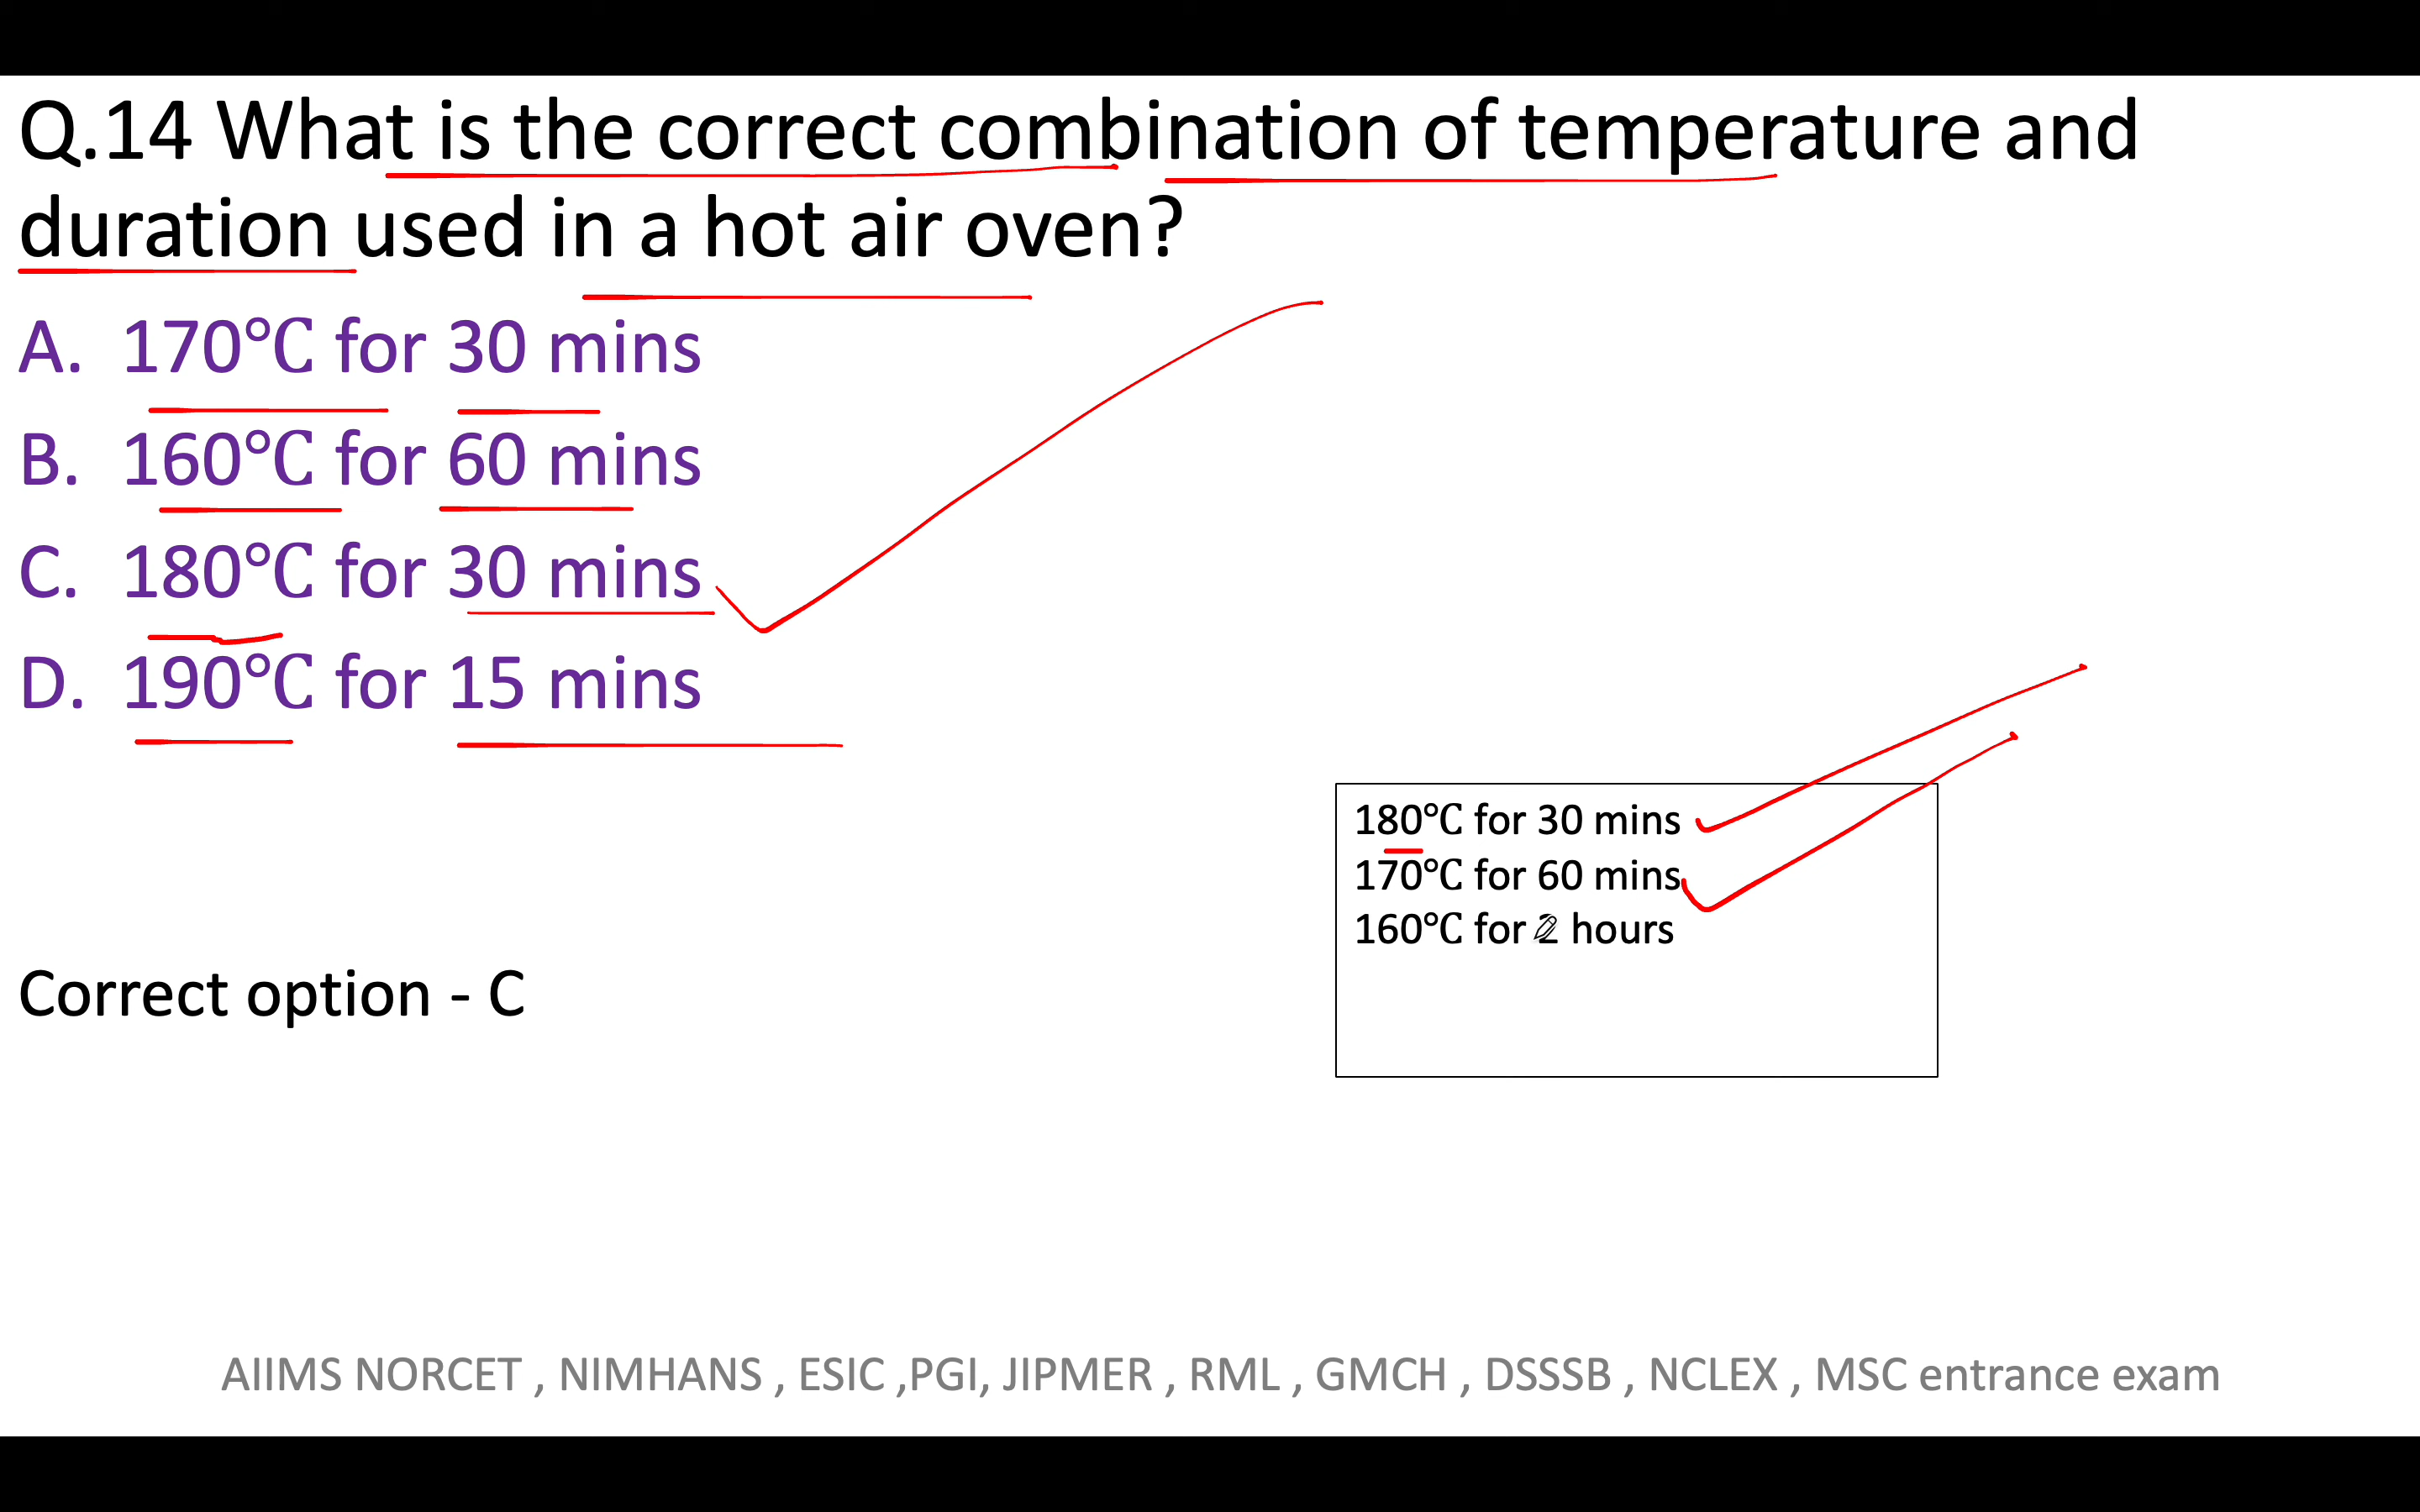 Q.14 What is the correct combination of temperature and
duration used in a hot air oven?
A. 170°C for 30 mins
B. 160°C for 60 mins
C. 180°C for 30 mins
D. 190°C for 15 mins
180°C for 30 mins
170°C for 60 mins
160°C for 2 hours
Correct option - C
AIIMS NORCET , NIMHANS , ESIC ,PGI, JIPMER , RML , GMCH , DSSSB , NCLEX , MSC entrance exam